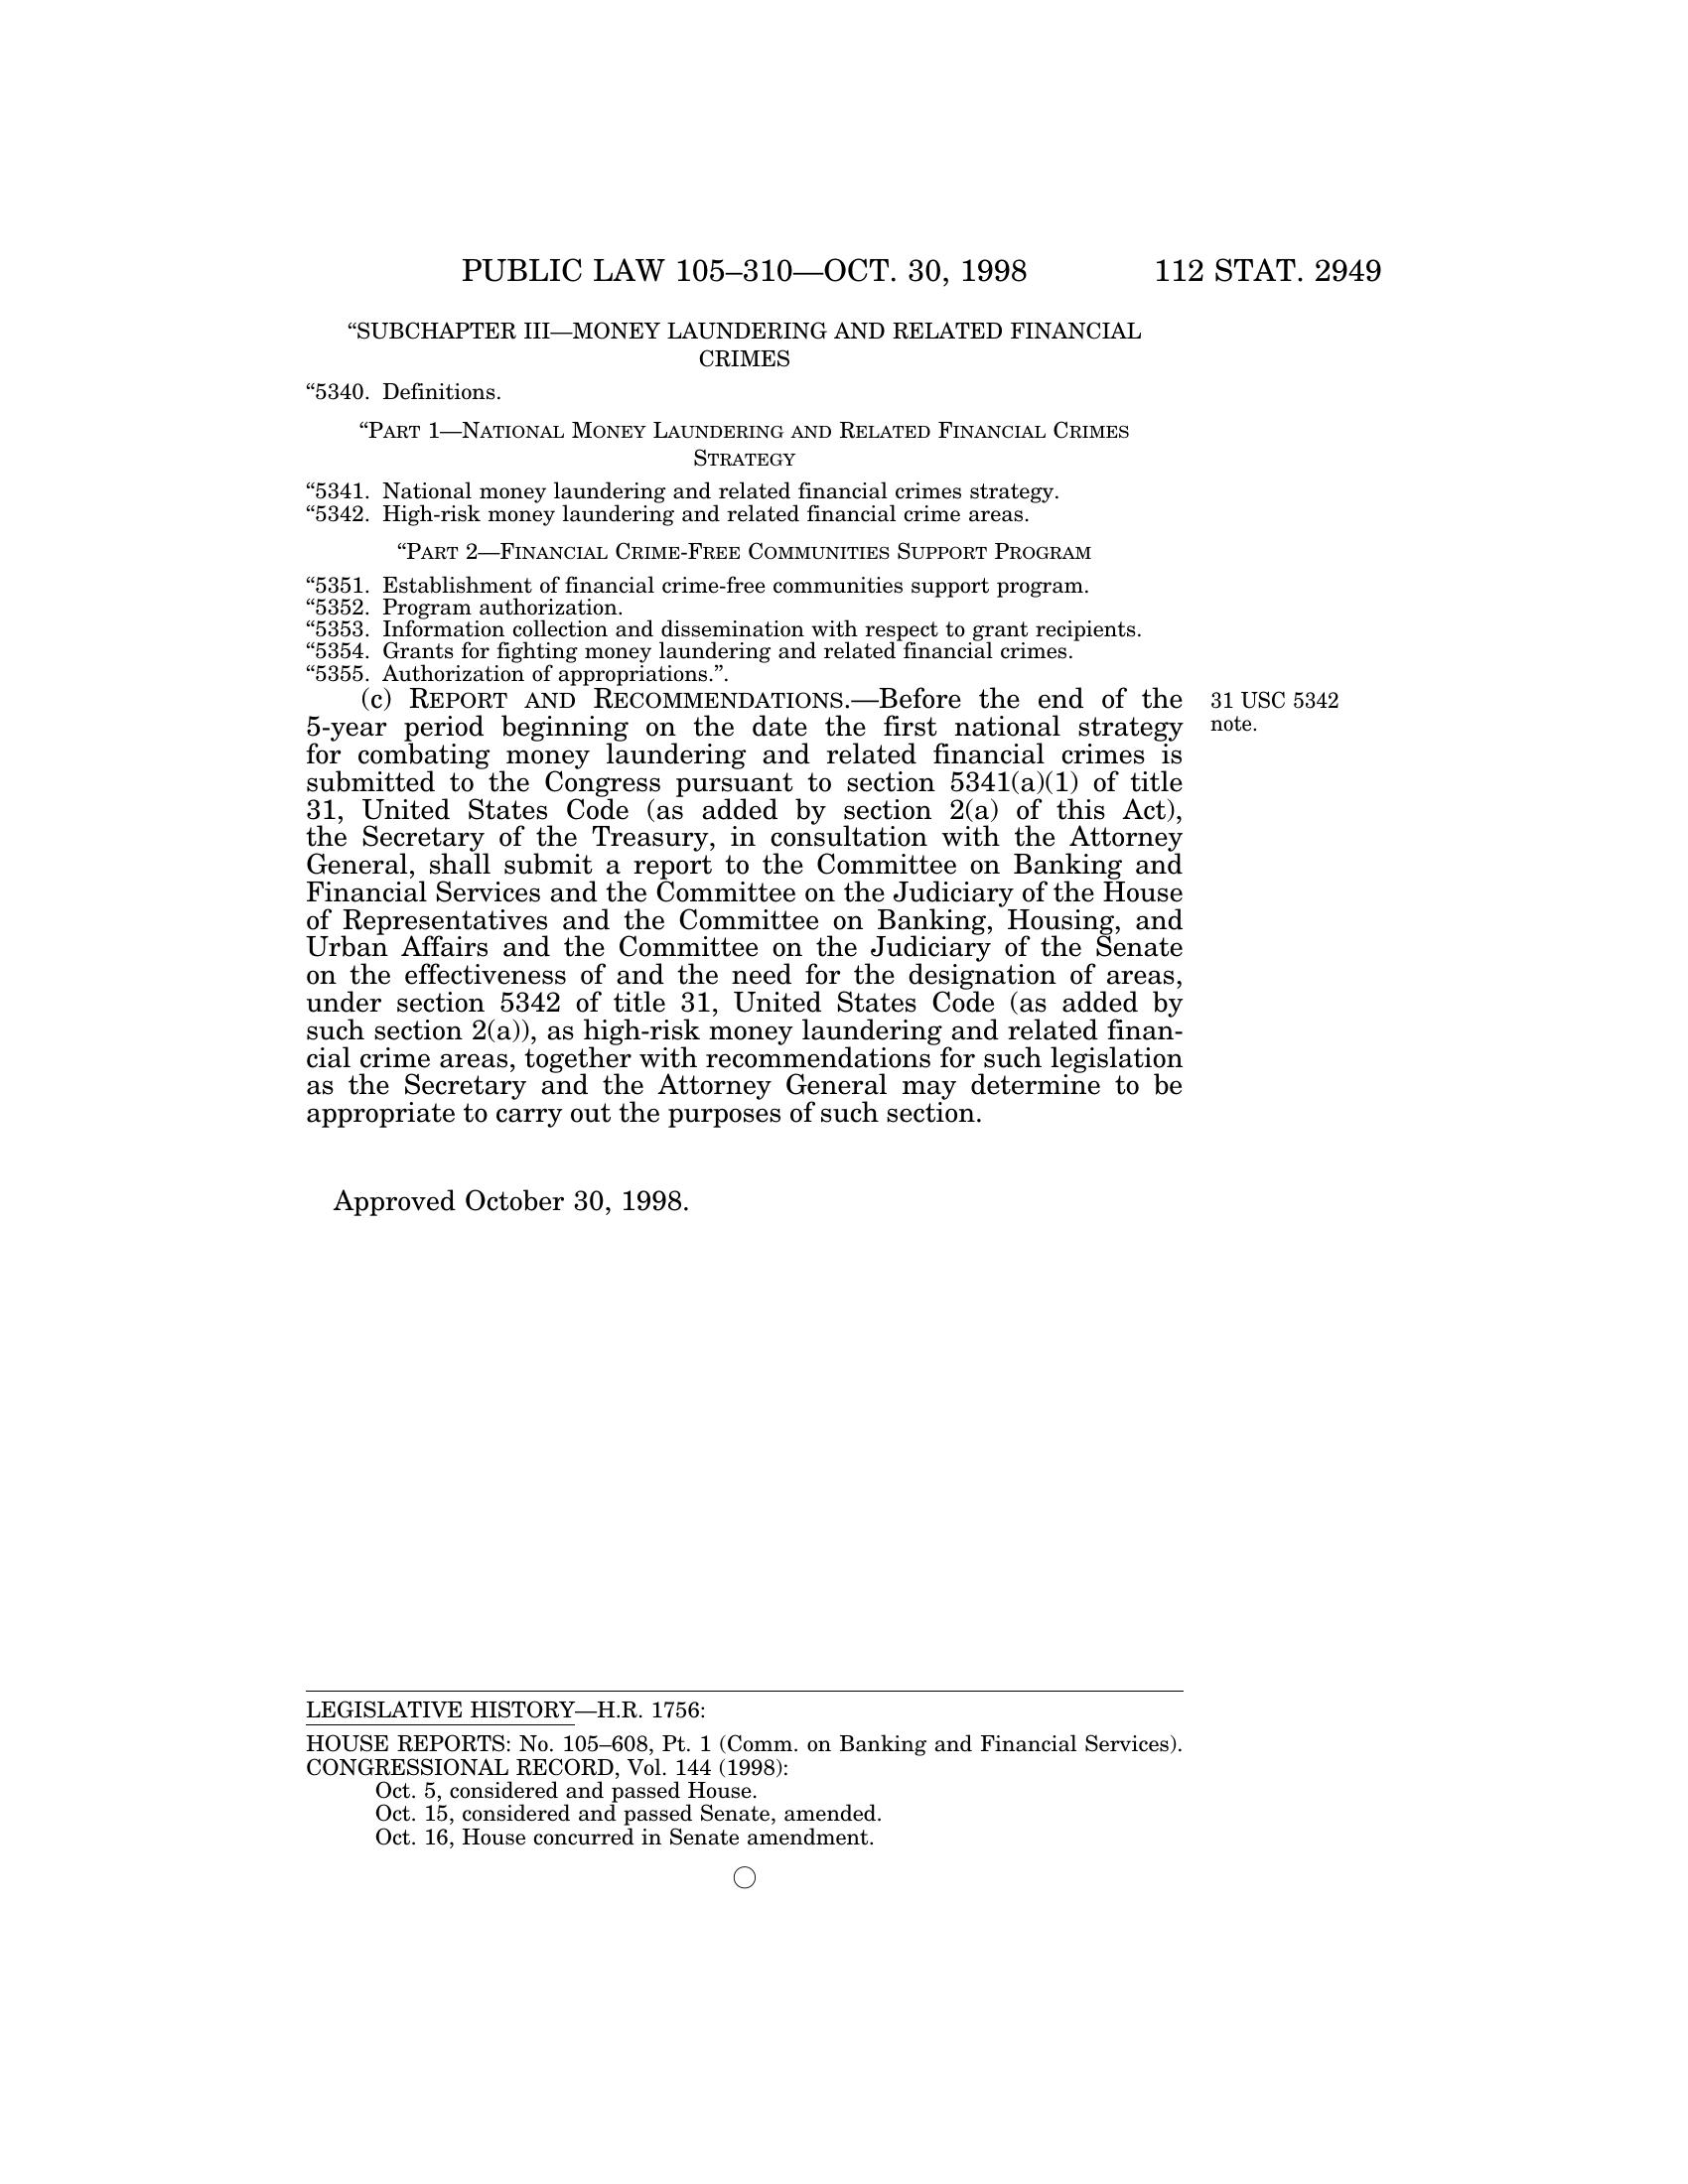 PUBLIC LAW 105–310—OCT. 30, 1998 112 STAT. 2949
“SUBCHAPTER III—MONEY LAUNDERING AND RELATED FINANCIAL
CRIMES
“5340. Definitions.
“PART 1—NATIONAL MONEY LAUNDERING AND RELATED FINANCIAL CRIMES
STRATEGY
“5341. National money laundering and related financial crimes strategy.
“5342. High-risk money laundering and related financial crime areas.
“PART 2—FINANCIAL CRIME-FREE COMMUNITIES SUPPORT PROGRAM
“5351. Establishment of financial crime-free communities support program.
“5352. Program authorization.
“5353. Information collection and dissemination with respect to grant recipients.
“5354. Grants for fighting money laundering and related financial crimes.
“5355. Authorization of appropriations.”.
(c) REPORT AND RECOMMENDATIONS.—Before the end of the
5-year period beginning on the date the first national strategy
for combating money laundering and related financial crimes is
submitted to the Congress pursuant to section 5341(a)(1) of title
31, United States Code (as added by section 2(a) of this Act),
the Secretary of the Treasury, in consultation with the Attorney
General, shall submit a report to the Committee on Banking and
Financial Services and the Committee on the Judiciary of the House
of Representatives and the Committee on Banking, Housing, and
Urban Affairs and the Committee on the Judiciary of the Senate
on the effectiveness of and the need for the designation of areas,
under section 5342 of title 31, United States Code (as added by
such section 2(a)), as high-risk money laundering and related finan-
cial crime areas, together with recommendations for such legislation
as the Secretary and the Attorney General may determine to be
appropriate to carry out the purposes of such section.
31 USC 5342
note.
Approved October 30, 1998.
LEGISLATIVE HISTORY—H.R. 1756:
HOUSE REPORTS: No. 105–608, Pt. 1 (Comm. on Banking and Financial Services).
CONGRESSIONAL RECORD, Vol. 144 (1998):
Oct. 5, considered and passed House.
Oct. 15, considered and passed Senate, amended.
Oct. 16, House concurred in Senate amendment.